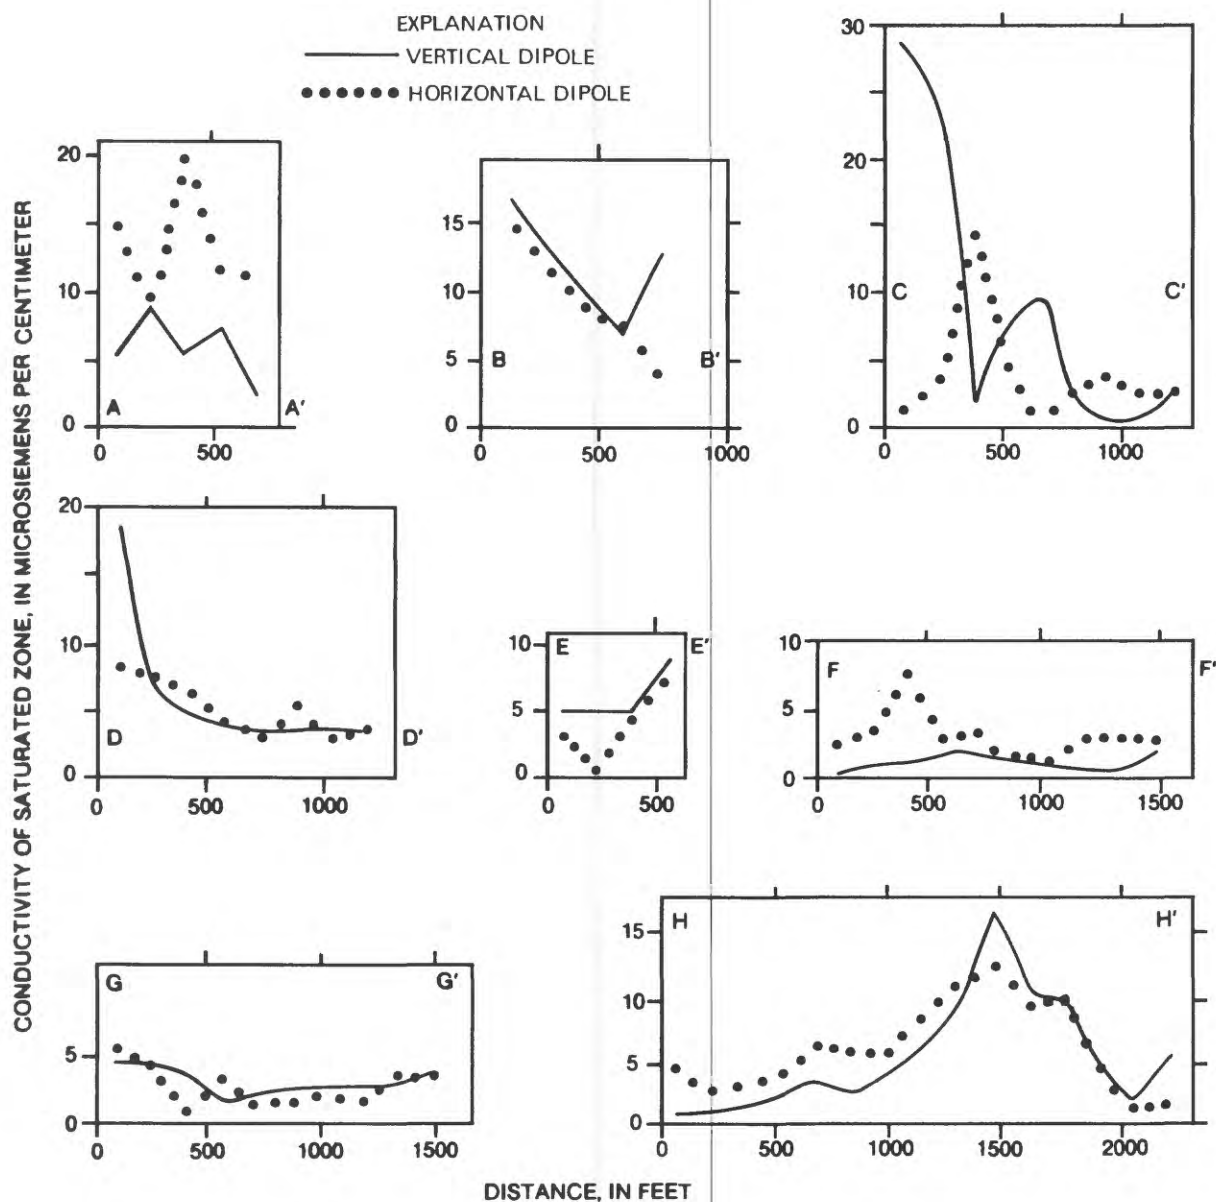 EXPLANATION
VERTICAL DIPOLE
HORIZONTAL DIPOLE
CONDUCTIVITY OF SATURATED ZONE, IN MICROSIEMENS PER CENTIMETER
20
10
0
A
A'
0
500
15
10
5
0
B
B'
0
500
1000
30
20
10
0
C
C'
0
500
1000
20
10
0
D
D'
0
500
1000
10
5
0
E
E'
0
500
10
5
0
F
F'
0
500
1000
1500
5
0
G
G'
0
500
1000
1500
15
10
5
0
H
H'
0
500
1000
1500
2000
DISTANCE, IN FEET